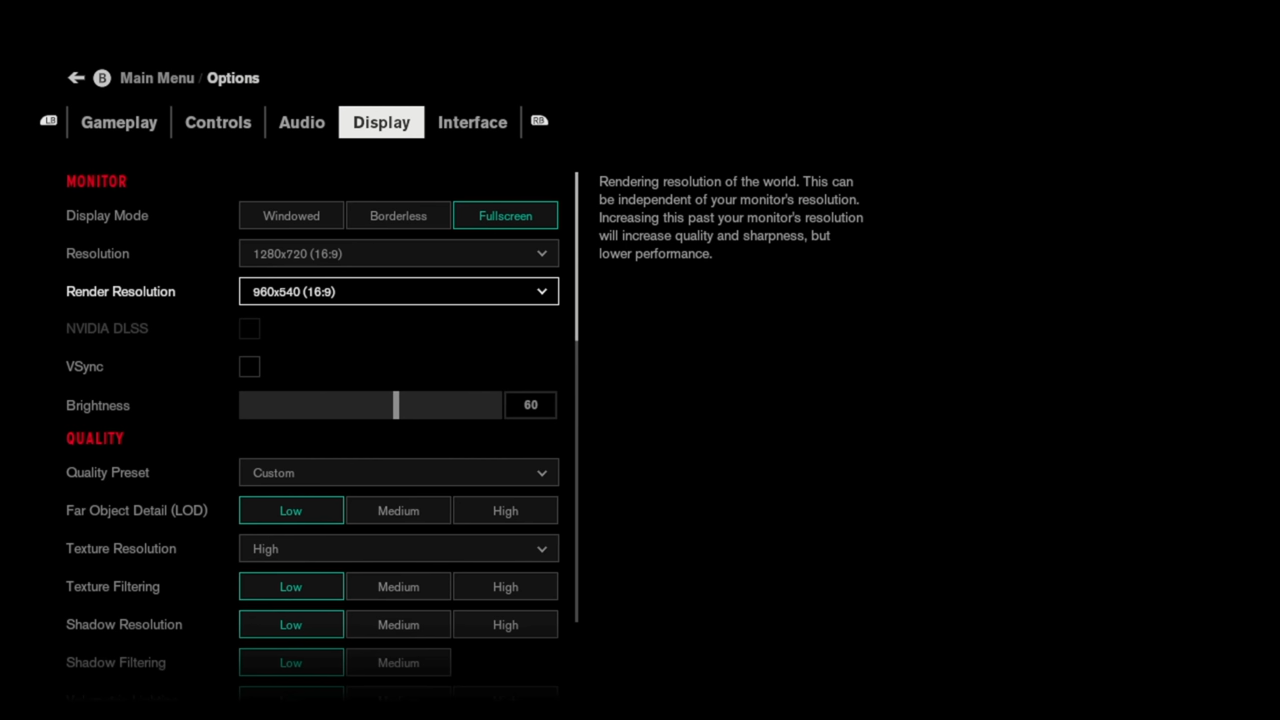 B Main Menu / Options
LB Gameplay Controls Audio Display Interface RB
MONITOR
Display Mode Windowed Borderless Fullscreen
Resolution 1280x720 (16:9)
Render Resolution 960x540 (16:9)
NVIDIA DLSS
VSync
Brightness 60
QUALITY
Quality Preset Custom
Far Object Detail (LOD) Low Medium High
Texture Resolution High
Texture Filtering Low Medium High
Shadow Resolution Low Medium High
Shadow Filtering Low Medium
Rendering resolution of the world. This can
be independent of your monitor's resolution.
Increasing this past your monitor's resolution
will increase quality and sharpness, but
lower performance.